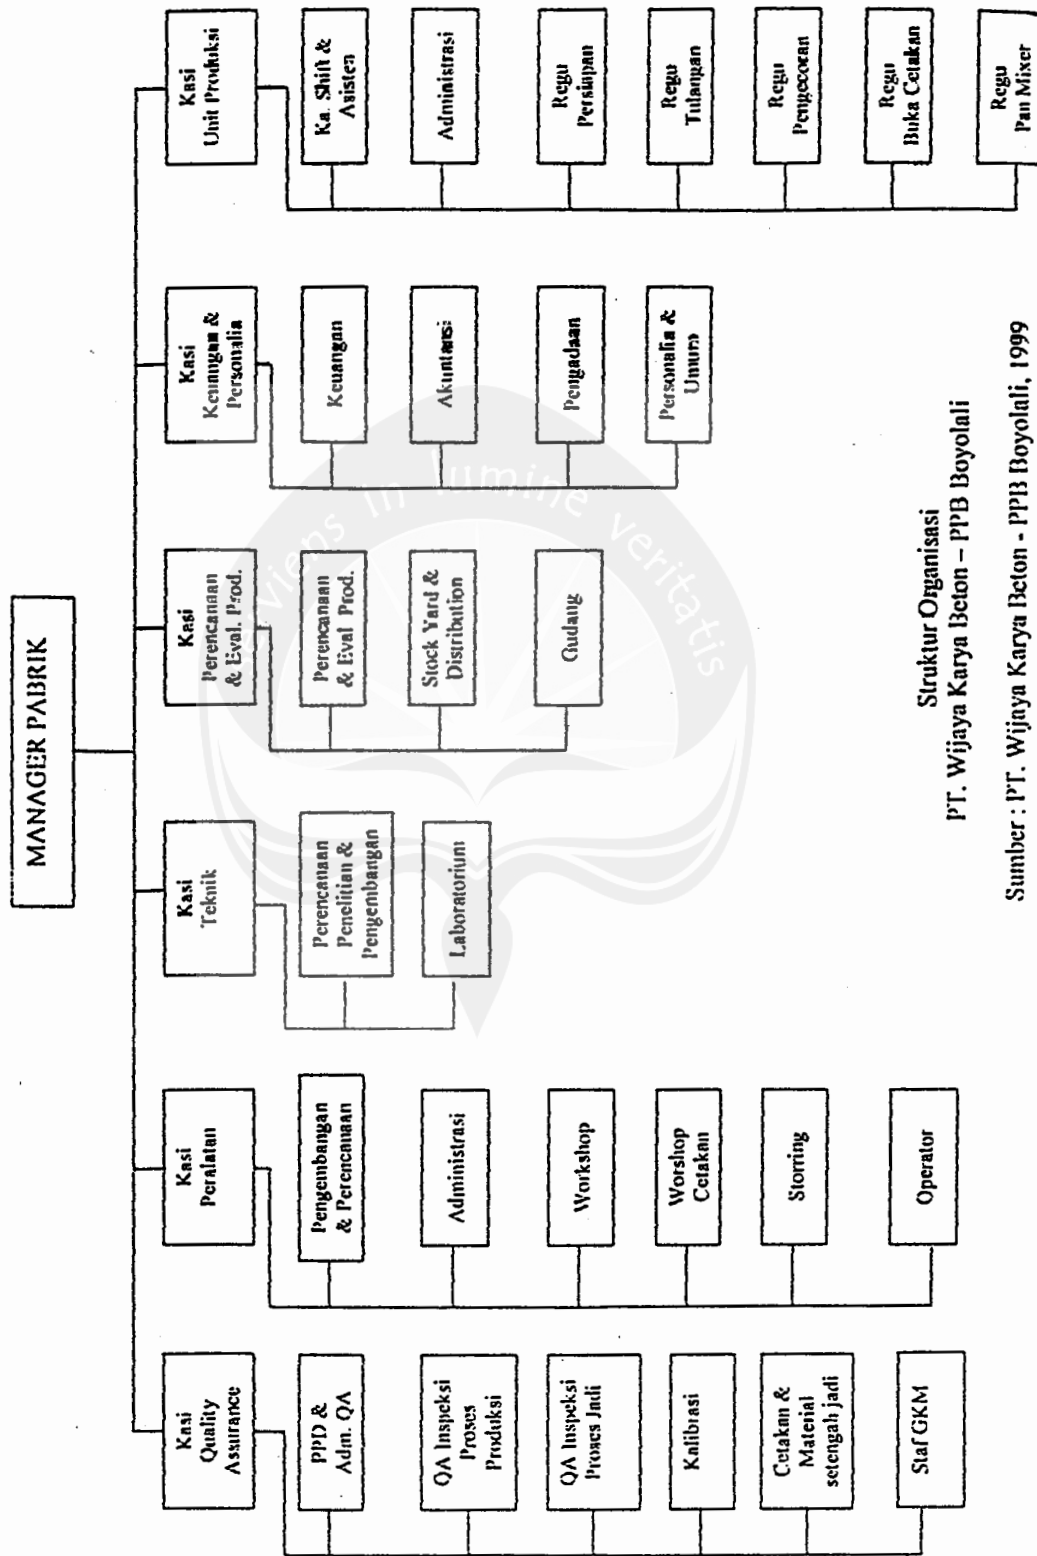 MANAGER PABRIK
Kasi
Quality
Assurance
PPD &
Adm. QA
QA Inspeksi
Proses
Produksi
QA Inspeksi
Proses Jadi
Kalibrasi
Cetakan &
Material
setengah jadi
Staf GKM
Kasi
Peralatan
Pengembangan
& Perencanaan
Administrasi
Workshop
Worshop
Cetakan
Storring
Operator
Kasi
Teknik
Perencanaan
Penelitian &
Pengembangan
Laboratorium
Kasi
Perencanaan
& Eval. Prod.
Perencanaan
& Eval Prod.
Stock Yard &
Distribution
Gudang
Kasi
Keuangan &
Personalia
Keuangan
Akuntansi
Pengadaan
Personalia &
Umum
Kasi
Unit Produksi
Ka. Shift &
Asisten
Administrasi
Regu
Persiapan
Regu
Tulangan
Regu
Pengecoran
Regu
Buka Cetakan
Regu
Pan Mixer
serviens in lumine veritatis
Struktur Organisasi
PT. Wijaya Karya Beton – PPB Boyolali
Sumber : PT. Wijaya Karya Beton - PPB Boyolali, 1999